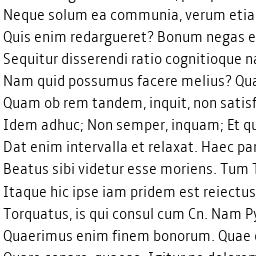 Neque solum ea communia, verum etia
Quis enim redargueret? Bonum negas e
Sequitur disserendi ratio cognitioque na
Nam quid possumus facere melius? Qua
Quam ob rem tandem, inquit, non satisf
Idem adhuc; Non semper, inquam; Et qu
Dat enim intervalla et relaxat. Haec par
Beatus sibi videtur esse moriens. Tum T
Itaque hic ipse iam pridem est reiectus
Torquatus, is qui consul cum Cn. Nam Py
Quaerimus enim finem bonorum. Quae